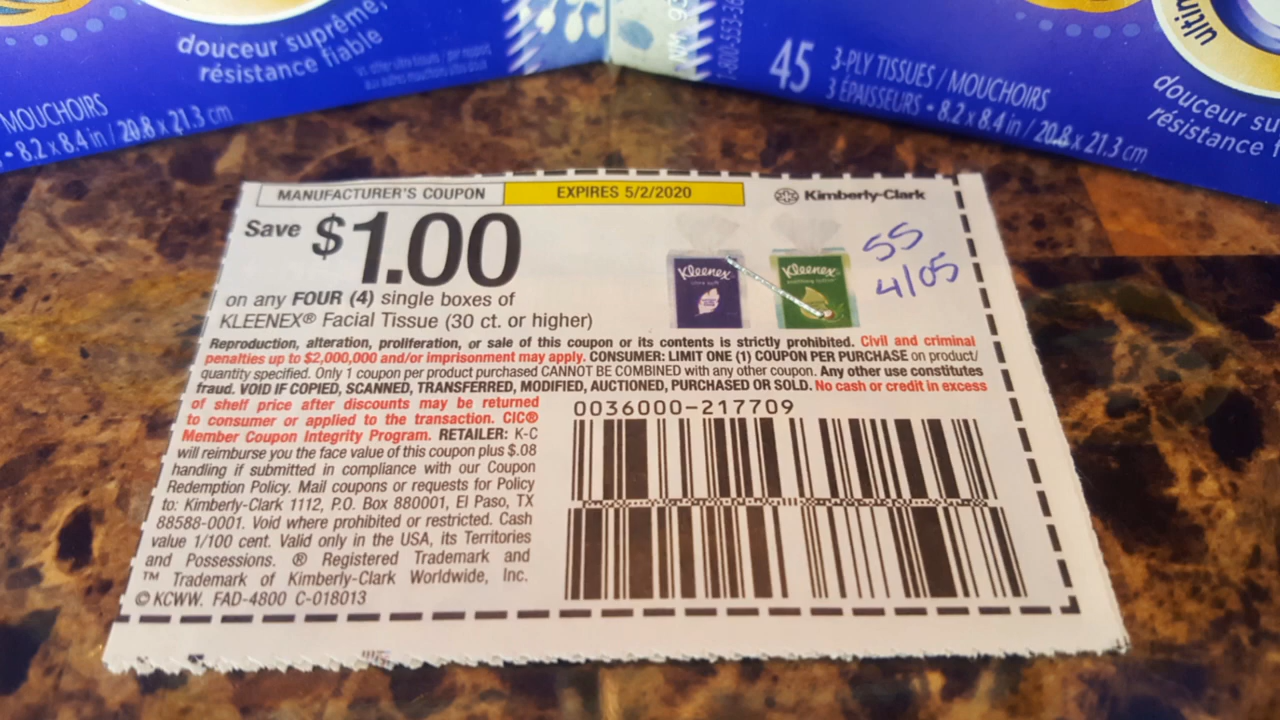 douceur suprême,
résistance fiable
MOUCHOIRS
8.2 x 8.4 in / 20.8 x 21.3 cm
1-800-553-36
45 3-PLY TISSUES / MOUCHOIRS
3 ÉPAISSEURS • 8.2 x 8.4 in / 20.8 x 21.3 cm
douceur su
résistance f
MANUFACTURER'S COUPON
EXPIRES 5/2/2020
Kimberly-Clark
Save $1.00
on any FOUR (4) single boxes of
KLEENEX® Facial Tissue (30 ct. or higher)
Kleenex
Kleenex
SS
4/05
Reproduction, alteration, proliferation, or sale of this coupon or its contents is strictly prohibited. Civil and criminal
penalties up to $2,000,000 and/or imprisonment may apply. CONSUMER: LIMIT ONE (1) COUPON PER PURCHASE on product/
quantity specified. Only 1 coupon per product purchased CANNOT BE COMBINED with any other coupon. Any other use constitutes
fraud. VOID IF COPIED, SCANNED, TRANSFERRED, MODIFIED, AUCTIONED, PURCHASED OR SOLD. No cash or credit in excess
of shelf price after discounts may be returned
to consumer or applied to the transaction. CIC®
Member Coupon Integrity Program. RETAILER: K-C
will reimburse you the face value of this coupon plus $.08
handling if submitted in compliance with our Coupon
Redemption Policy. Mail coupons or requests for Policy
to: Kimberly-Clark 1112, P.O. Box 880001, El Paso, TX
88588-0001. Void where prohibited or restricted. Cash
value 1/100 cent. Valid only in the USA, its Territories
and Possessions. ® Registered Trademark and
™ Trademark of Kimberly-Clark Worldwide, Inc.
© KCWW. FAD-4800 C-018013
0036000-217709